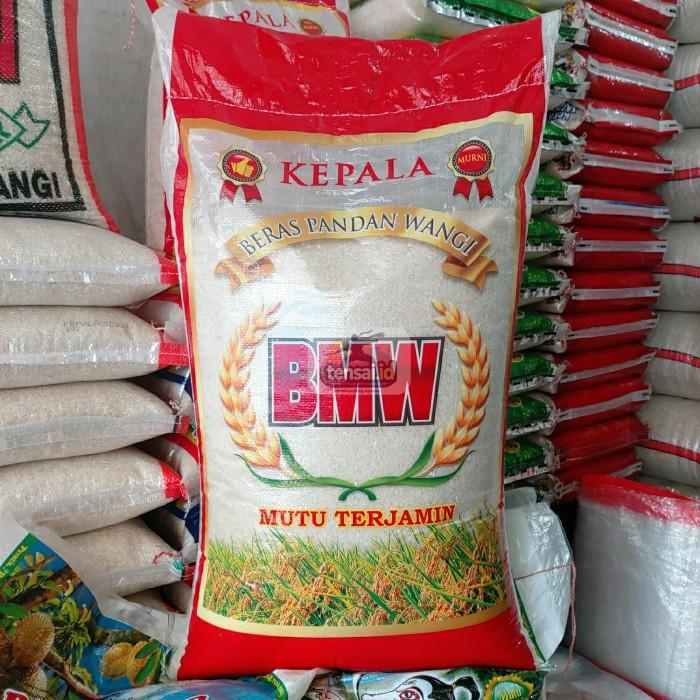 KEPALA
ANGI
KEPALA
MURNI
BERAS PANDAN WANGI
BMW
tensai.id
MUTU TERJAMIN